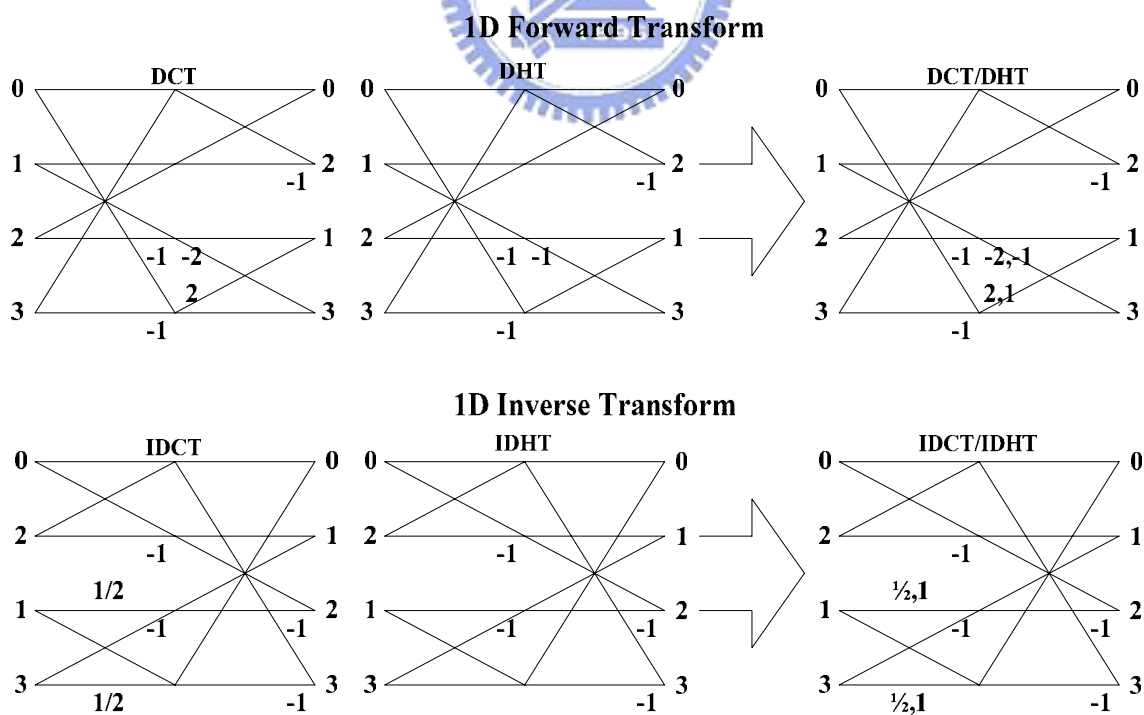 1D Forward Transform
DCT DHT DCT/DHT
0 0 0 0 0 0
1 2 1 2 1 2
-1 -1 -1
2 1 2 1 2 1
-1 -2 -1 -1 -1 -2,-1
2 2,1
3 3 3 3 3 3
-1 -1 -1
1D Inverse Transform
IDCT IDHT IDCT/IDHT
0 0 0 0 0 0
2 1 2 1 2 1
-1 -1 -1
1/2 ½,1
1 2 1 2 1 2
-1 -1 -1 -1 -1 -1
3 3 3 3 3 3
1/2 -1 -1 ½,1 -1